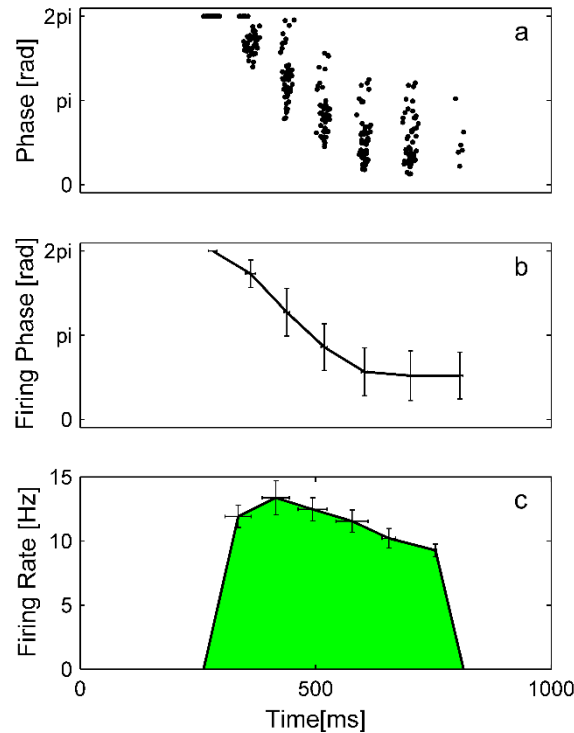 2pi
pi
0
Phase [rad]
a
2pi
pi
0
Firing Phase [rad]
b
15
10
5
0
Firing Rate [Hz]
c
0 500 1000
Time[ms]